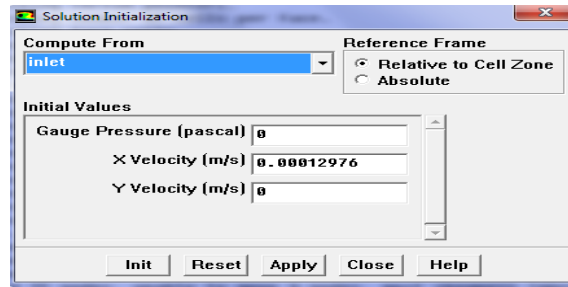 Solution Initialization
Compute From
inlet
Reference Frame
Relative to Cell Zone
Absolute
Initial Values
Gauge Pressure (pascal) 0
X Velocity (m/s) 0.00012976
Y Velocity (m/s) 0
Init Reset Apply Close Help